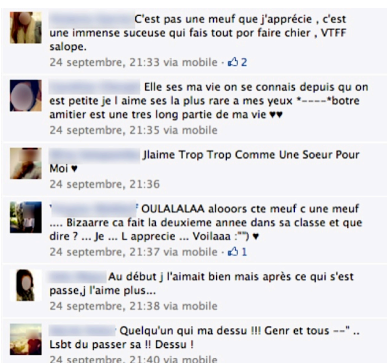 C'est pas une meuf que j'apprécie , c'est
une immense suceuse qui fais tout por faire chier , VTFF
salope.
24 septembre, 21:33 via mobile · 2
Elle ses ma vie on se connais depuis qu on
est petite je l aime ses la plus rare a mes yeux *----*botre
amitier est une tres long partie de ma vie ♥♥
24 septembre, 21:35 via mobile
Jlaime Trop Trop Comme Une Soeur Pour
Moi ♥
24 septembre, 21:36
OULALALAA alooors cte meuf c une meuf
.... Bizaarre ca fait la deuxieme annee dans sa classe et que
dire ? ... Je ... L apprecie ... Voilaaa :"") ♥
24 septembre, 21:37 via mobile · 1
Au début j l'aimait bien mais après ce qui s'est
passe,j l'aime plus...
24 septembre, 21:38 via mobile
Quelqu'un qui ma dessu !!! Genr et tous --" ..
Lsbt du passer sa !! Dessu !
24 septembre, 21:40 via mobile